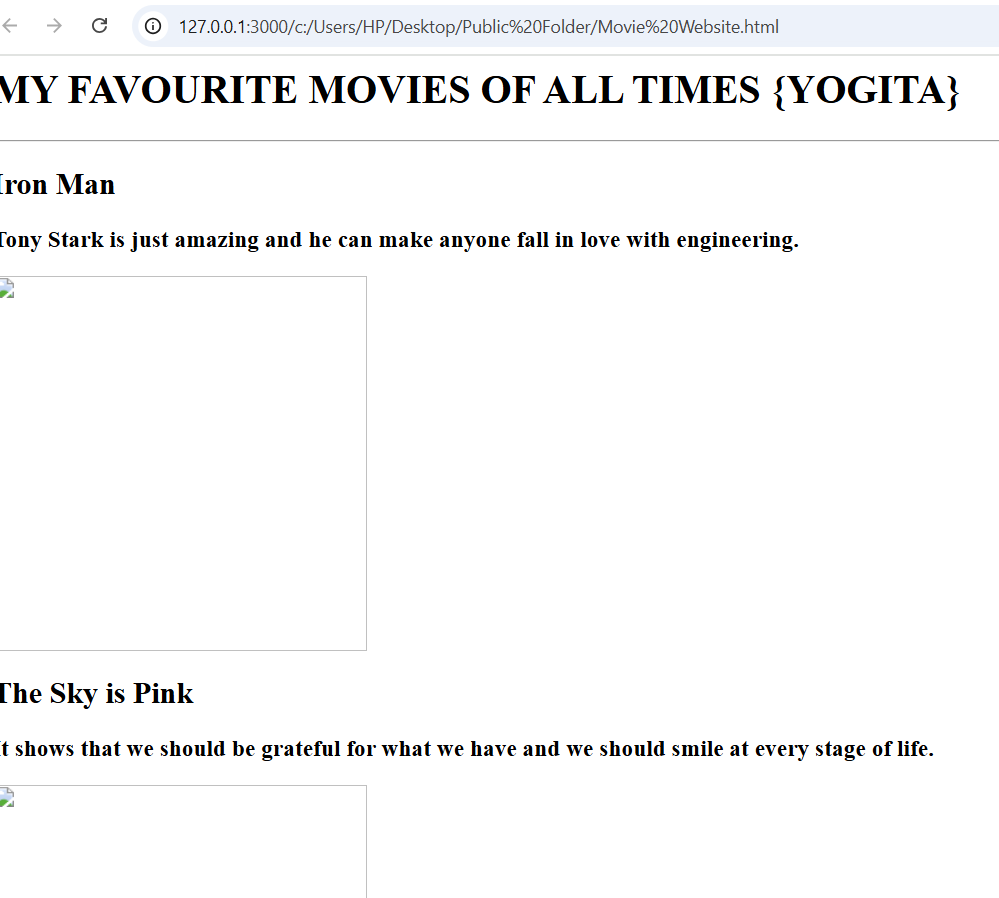 127.0.0.1:3000/c:/Users/HP/Desktop/Public%20Folder/Movie%20Website.html
MY FAVOURITE MOVIES OF ALL TIMES {YOGITA}
Iron Man
Tony Stark is just amazing and he can make anyone fall in love with engineering.
The Sky is Pink
It shows that we should be grateful for what we have and we should smile at every stage of life.